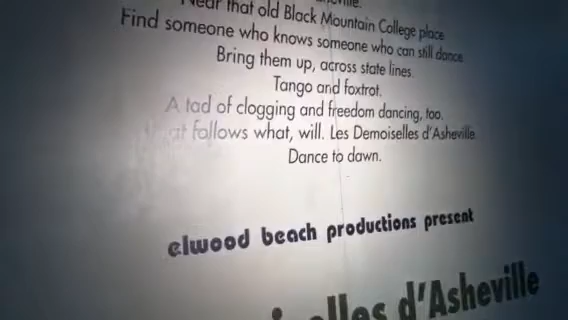 Near that old Black Mountain College place
Find someone who knows someone who can still dance
Bring them up, across state lines.
Tango and foxtrot.
A tad of clogging and freedom dancing, too.
follows what, will. Les Demoiselles d'Asheville
Dance to dawn.
elwood beach productions present
d'Asheville